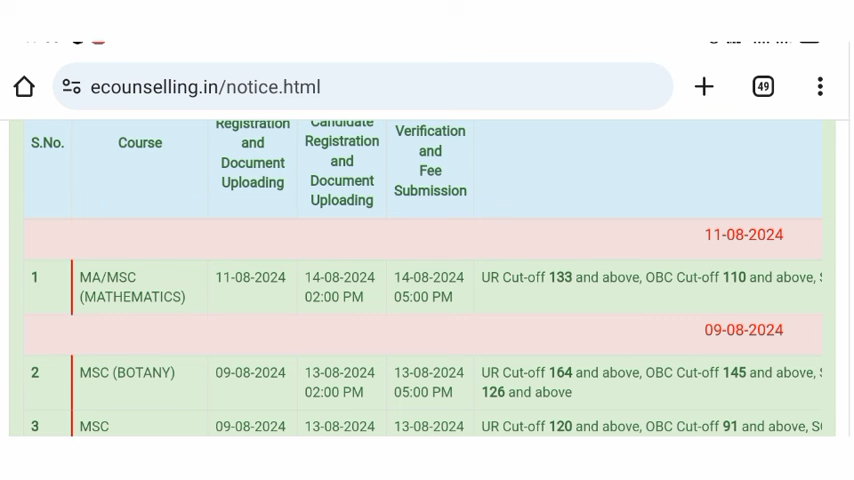 ecounselling.in/notice.html
49
S.No.
Course
Registration
and
Document
Uploading
Candidate
Registration
and
Document
Uploading
Verification
and
Fee
Submission
11-08-2024
1 MA/MSC 11-08-2024 14-08-2024 14-08-2024 UR Cut-off 133 and above, OBC Cut-off 110 and above,
(MATHEMATICS) 02:00 PM 05:00 PM
09-08-2024
2 MSC (BOTANY) 09-08-2024 13-08-2024 13-08-2024 UR Cut-off 164 and above, OBC Cut-off 145 and above,
02:00 PM 05:00 PM 126 and above
3 MSC 09-08-2024 13-08-2024 13-08-2024 UR Cut-off 120 and above, OBC Cut-off 91 and above,